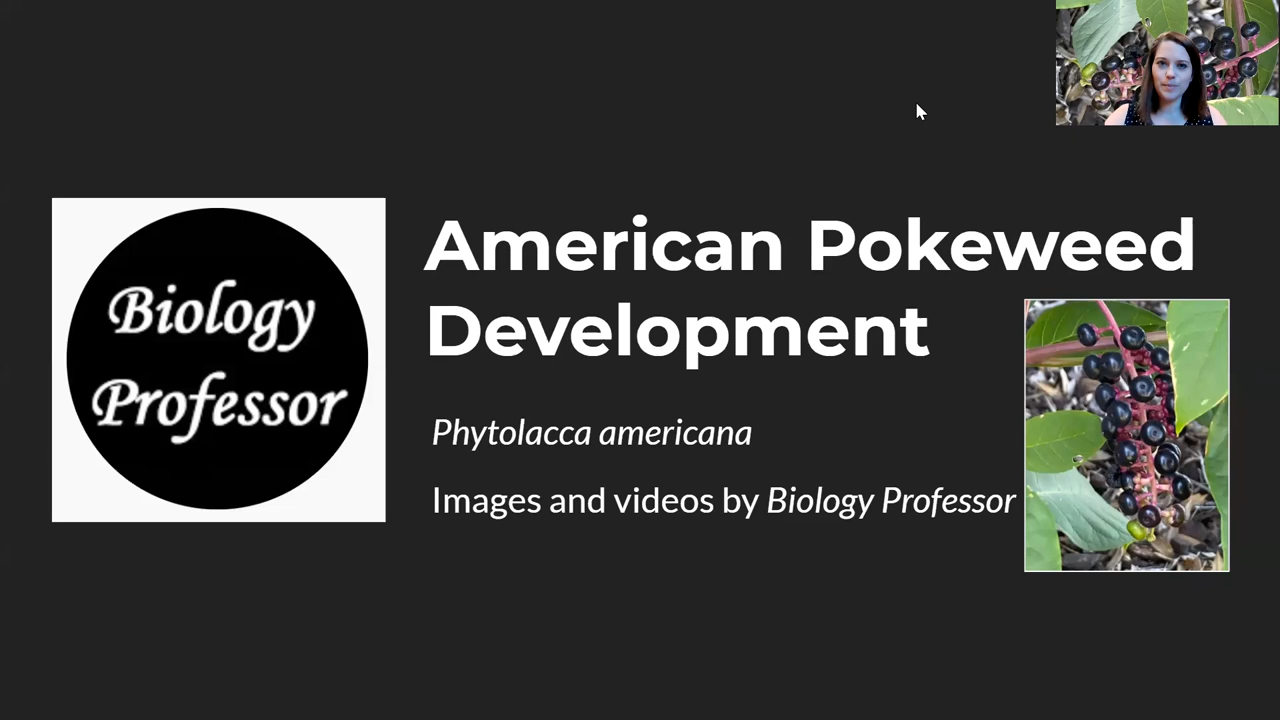 Biology
Professor
American Pokeweed
Development
Phytolacca americana
Images and videos by Biology Professor